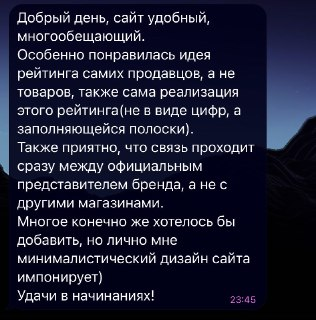 Добрый день, сайт удобный,
многообещающий.
Особенно понравилась идея
рейтинга самих продавцов, а не
товаров, также сама реализация
этого рейтинга(не в виде цифр, а
заполняющейся полоски).
Также приятно, что связь проходит
сразу между официальным
представителем бренда, а не с
другими магазинами.
Многое конечно же хотелось бы
добавить, но лично мне
минималистический дизайн сайта
импонирует)
Удачи в начинаниях!
23:45